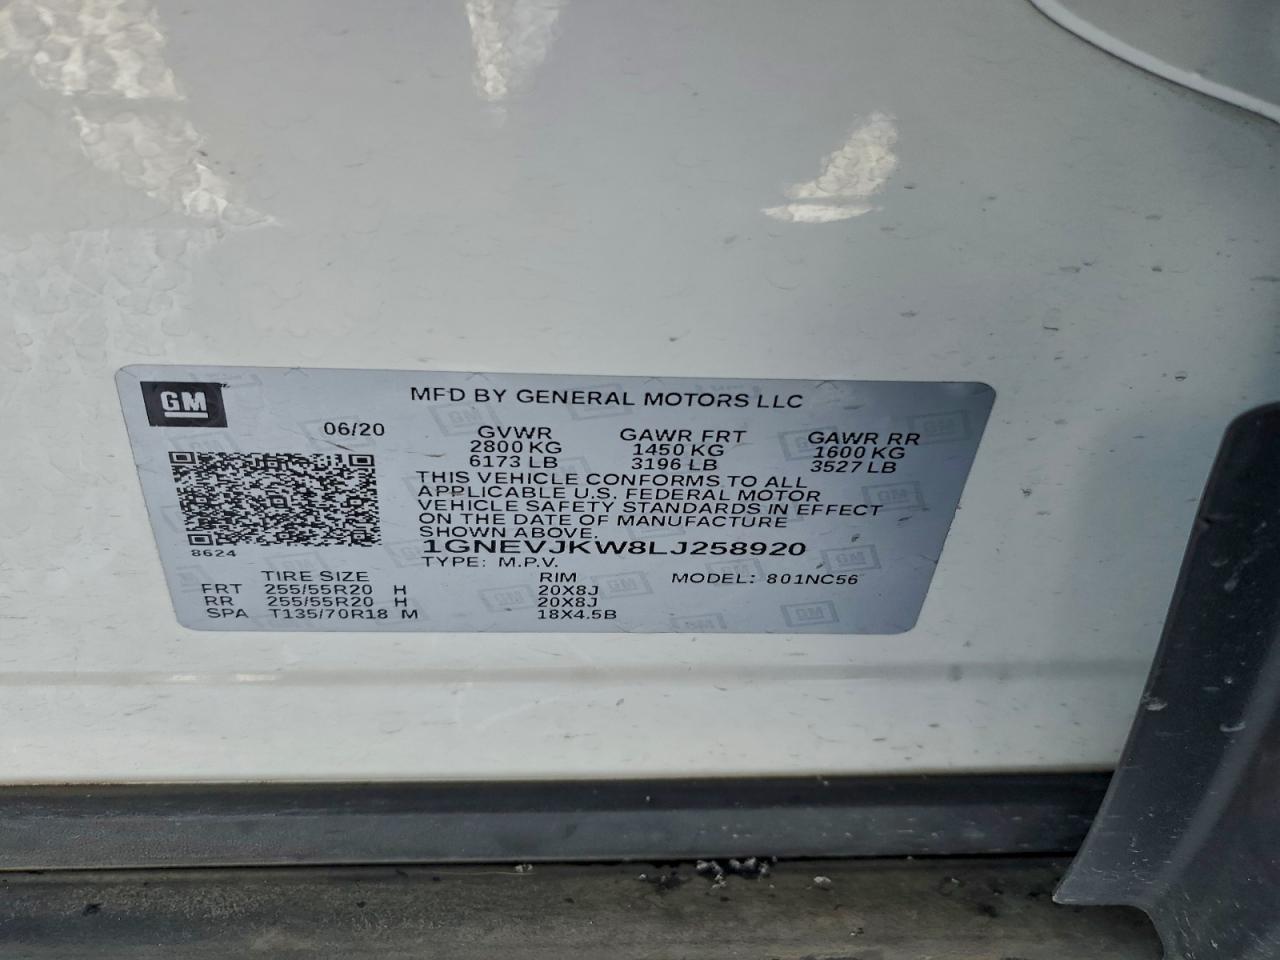 GM
MFD BY GENERAL MOTORS LLC
06/20
GVWR GAWR FRT GAWR RR
2800 KG 1450 KG 1600 KG
6173 LB 3196 LB 3527 LB
THIS VEHICLE CONFORMS TO ALL
APPLICABLE U.S. FEDERAL MOTOR
VEHICLE SAFETY STANDARDS IN EFFECT
ON THE DATE OF MANUFACTURE
SHOWN ABOVE.
8624
1GNEVJKW8LJ258920
TYPE: M.P.V.
TIRE SIZE RIM MODEL: 801NC56
FRT 255/55R20 H 20X8J
RR 255/55R20 H 20X8J
SPA T135/70R18 M 18X4.5B